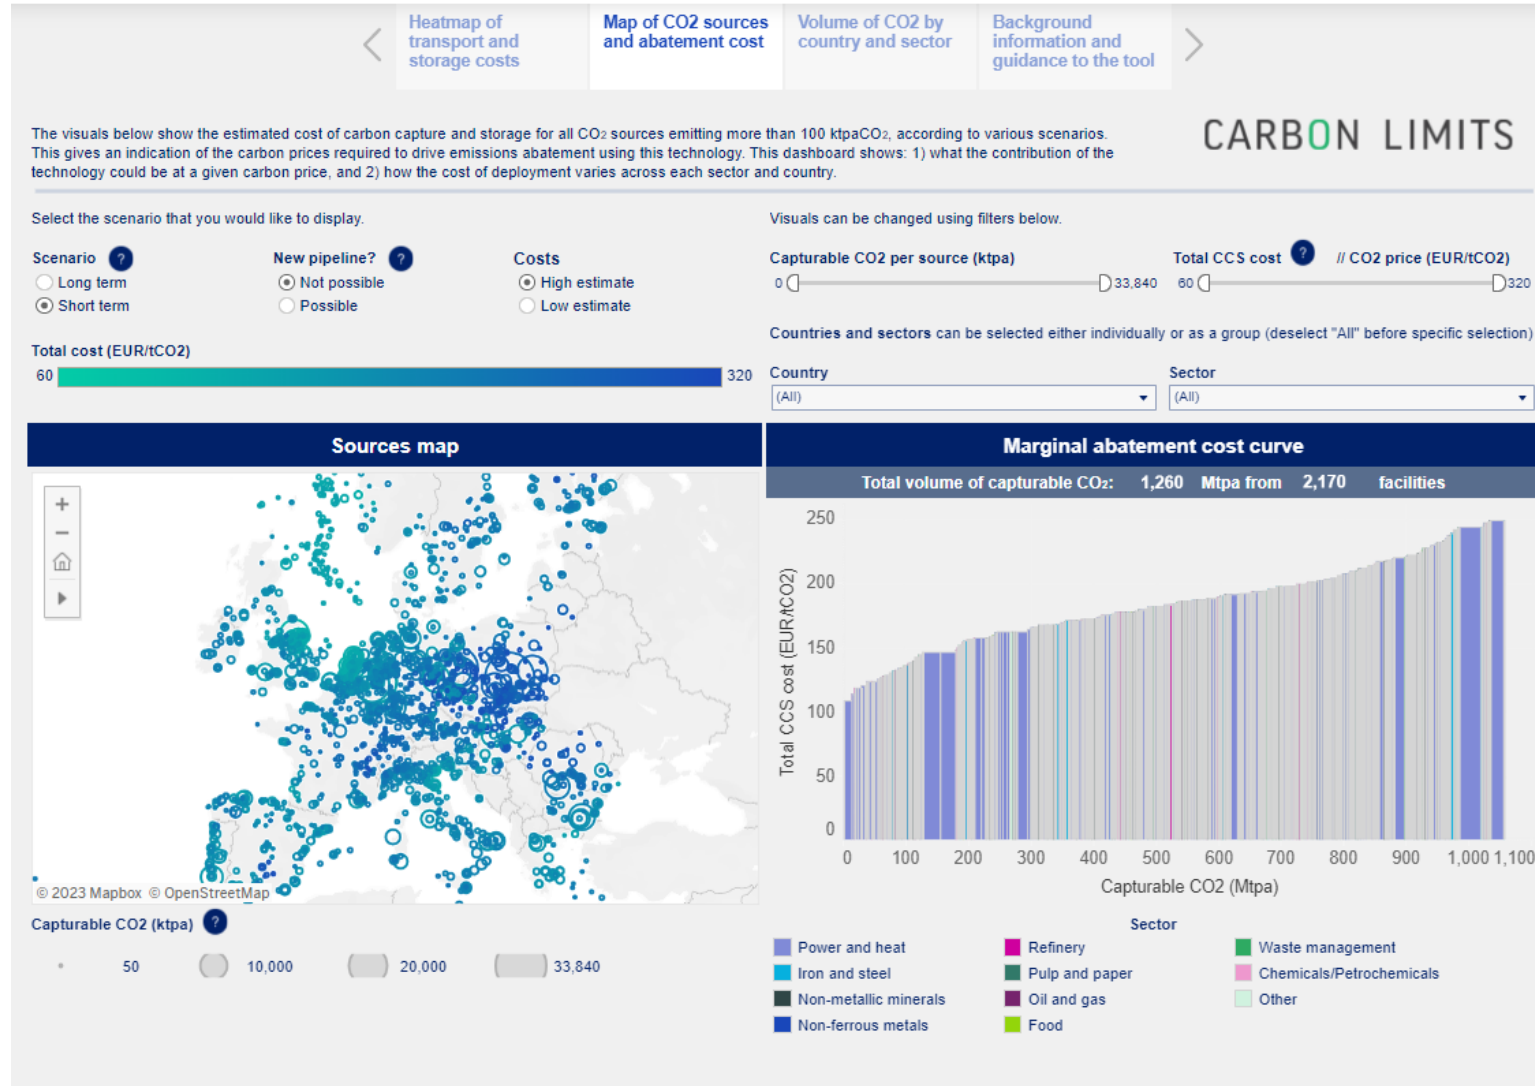 Heatmap of
transport and
storage costs
Map of CO2 sources
and abatement cost
Volume of CO2 by
country and sector
Background
information and
guidance to the tool
The visuals below show the estimated cost of carbon capture and storage for all CO₂ sources emitting more than 100 ktpaCO₂, according to various scenarios.
This gives an indication of the carbon prices required to drive emissions abatement using this technology. This dashboard shows: 1) what the contribution of the
technology could be at a given carbon price, and 2) how the cost of deployment varies across each sector and country.
CARBON LIMITS
Select the scenario that you would like to display.
Visuals can be changed using filters below.
Scenario ?
Long term
Short term
New pipeline? ?
Not possible
Possible
Costs
High estimate
Low estimate
Capturable CO2 per source (ktpa)
0 33,840
Total CCS cost ? // CO2 price (EUR/tCO2)
60 320
Countries and sectors can be selected either individually or as a group (deselect "All" before specific selection)
Total cost (EUR/tCO2)
60 320
Country
(All)
Sector
(All)
Sources map
+
−
© 2023 Mapbox © OpenStreetMap
Capturable CO2 (ktpa) ?
50 10,000 20,000 33,840
Marginal abatement cost curve
Total volume of capturable CO₂: 1,260 Mtpa from 2,170 facilities
250
200
150
100
50
0
Total CCS cost (EUR/tCO2)
0 100 200 300 400 500 600 700 800 900 1,000 1,100
Capturable CO2 (Mtpa)
Sector
Power and heat
Iron and steel
Non-metallic minerals
Non-ferrous metals
Refinery
Pulp and paper
Oil and gas
Food
Waste management
Chemicals/Petrochemicals
Other